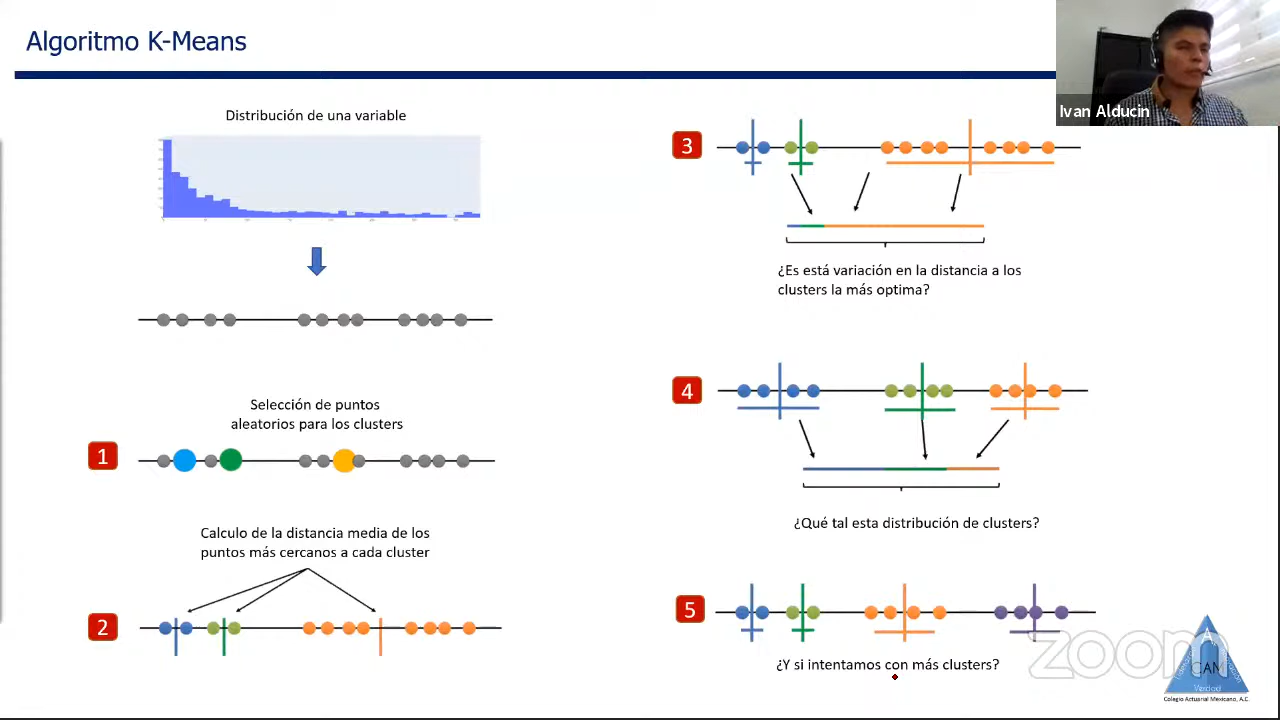 Algoritmo K-Means
Ivan Alducin
Distribución de una variable
Selección de puntos
aleatorios para los clusters
1
Calculo de la distancia media de los
puntos más cercanos a cada cluster
2
3
¿Es está variación en la distancia a los
clusters la más optima?
4
¿Qué tal esta distribución de clusters?
5
¿Y si intentamos con más clusters?
zoom
CAM
Verdad
Colegio Actuarial Mexicano, A.C.